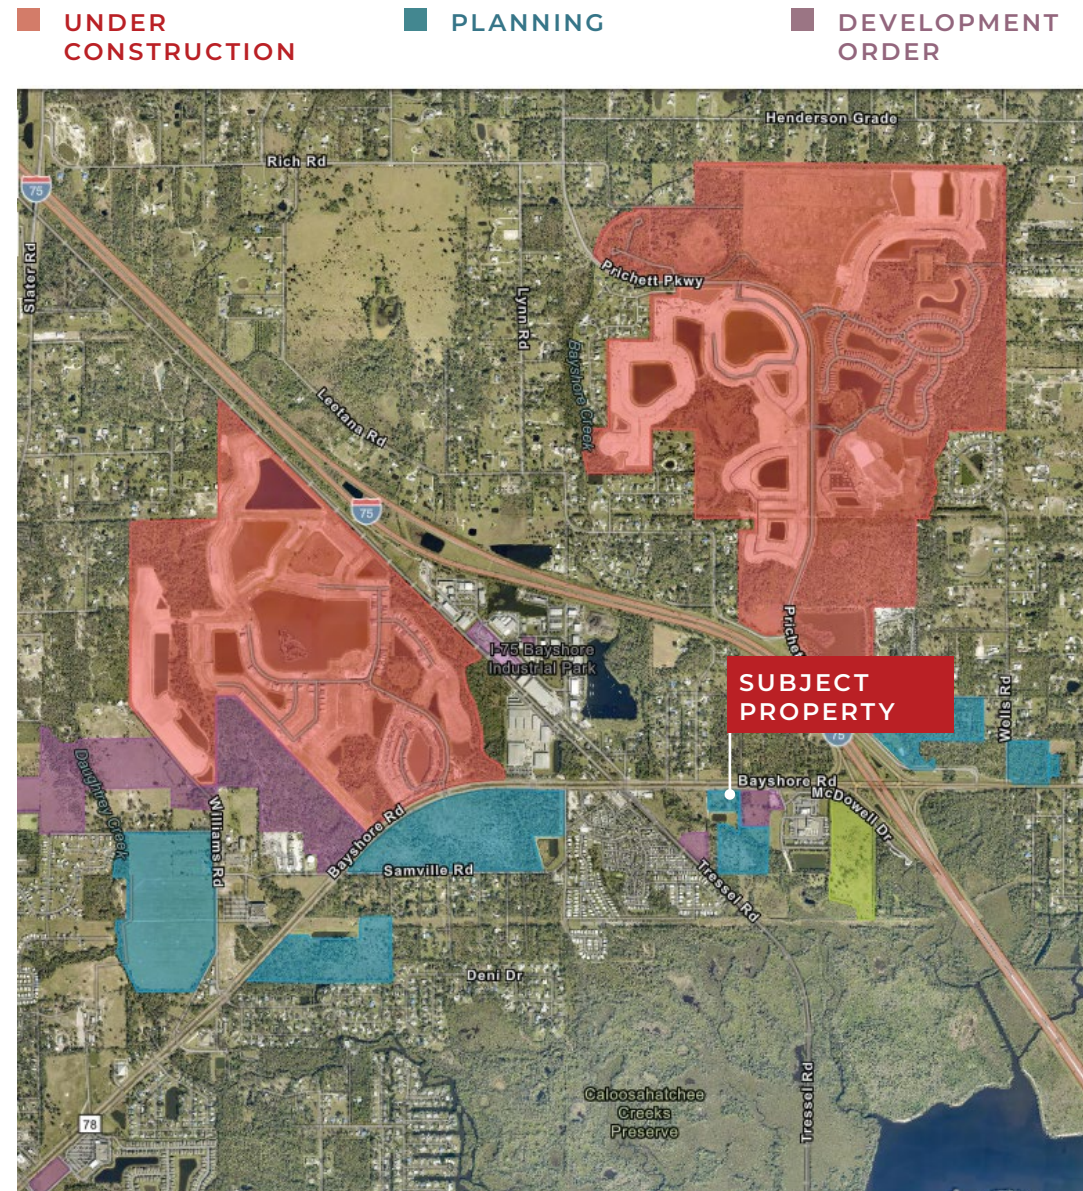 UNDER
CONSTRUCTION
PLANNING
DEVELOPMENT
ORDER
Henderson Grade
Rich Rd
75
Slater Rd
Prichett Pkwy
Lynn Rd
Bayshore Creek
Leetana Rd
75
Prichett
I-75 Bayshore
Industrial Park
SUBJECT
PROPERTY
Wells Rd
75
Bayshore Rd
McDowell Dr
Daughtrey Creek
Williams Rd
Bayshore Rd
Samville Rd
Tressel Rd
Deni Dr
Caloosahatchee
Creeks
Preserve
Tressel Rd
78